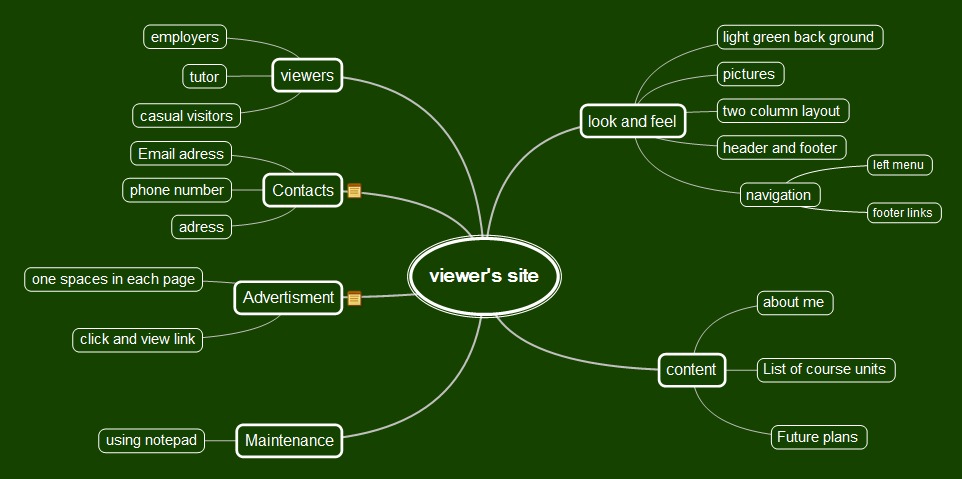 viewer's site
viewers
employers
tutor
casual visitors
Contacts
Email adress
phone number
adress
Advertisment
one spaces in each page
click and view link
Maintenance
using notepad
look and feel
light green back ground
pictures
two column layout
header and footer
navigation
left menu
footer links
content
about me
List of course units
Future plans